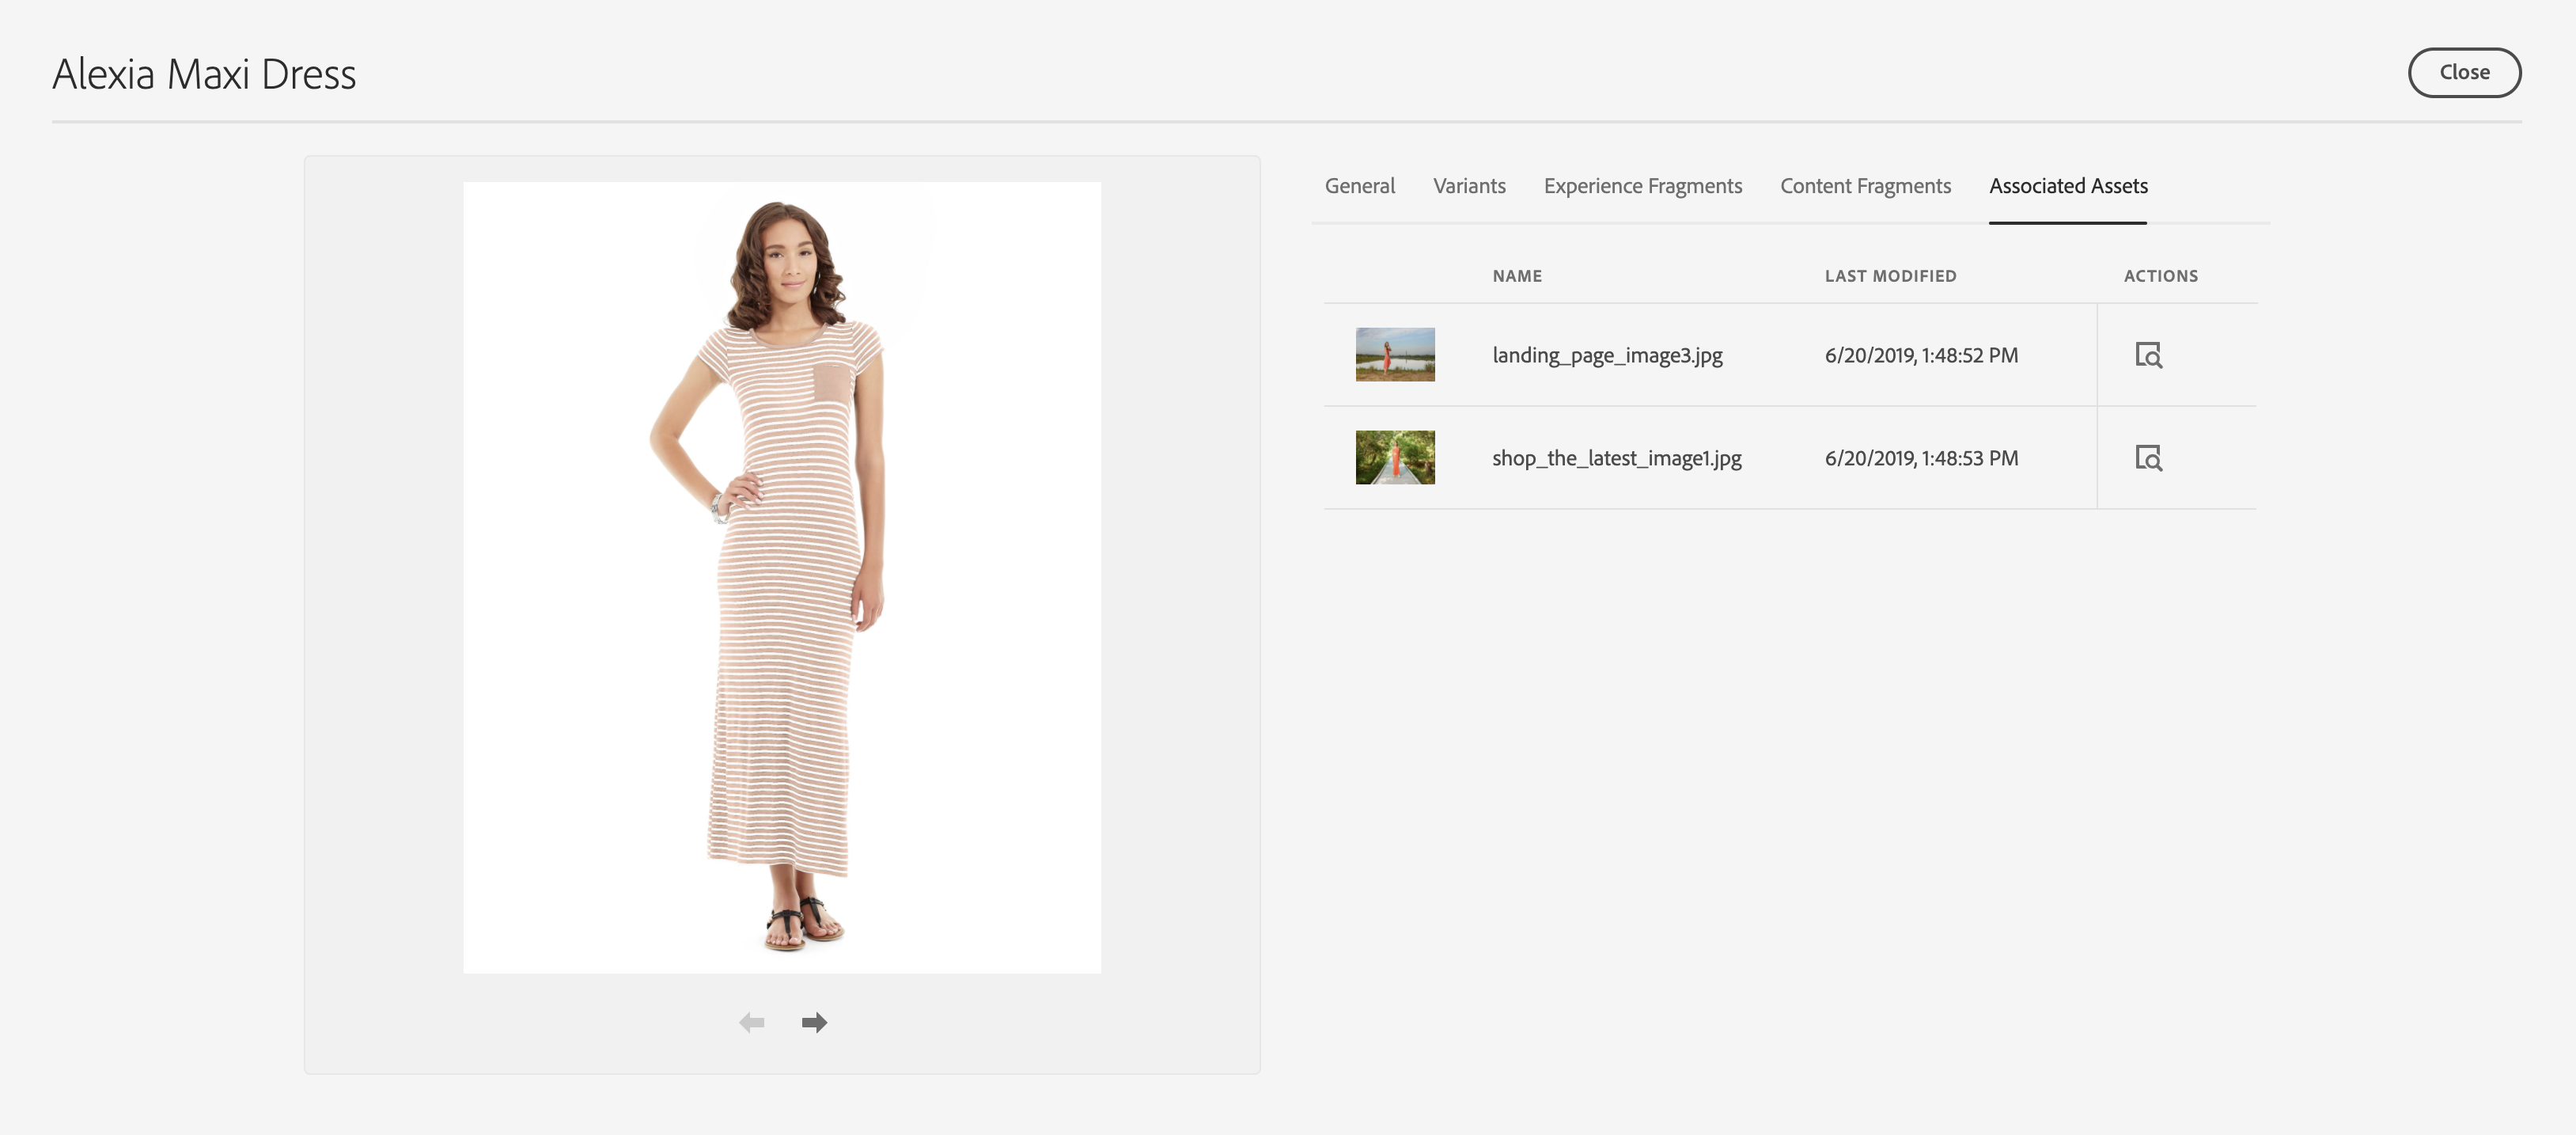 Alexia Maxi Dress
Close
General Variants Experience Fragments Content Fragments Associated Assets
NAME LAST MODIFIED ACTIONS
landing_page_image3.jpg 6/20/2019, 1:48:52 PM
shop_the_latest_image1.jpg 6/20/2019, 1:48:53 PM